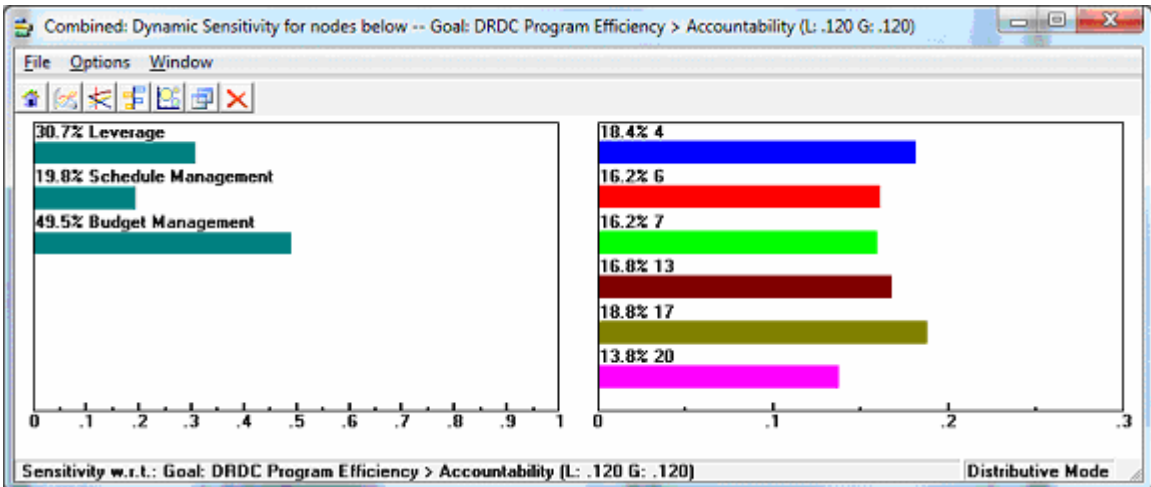 Combined: Dynamic Sensitivity for nodes below -- Goal: DRDC Program Efficiency > Accountability (L: .120 G: .120)
File Options Window
30.7% Leverage
19.8% Schedule Management
49.5% Budget Management
0 .1 .2 .3 .4 .5 .6 .7 .8 .9 1
18.4% 4
16.2% 6
16.2% 7
16.8% 13
18.8% 17
13.8% 20
0 .1 .2 .3
Sensitivity w.r.t.: Goal: DRDC Program Efficiency > Accountability (L: .120 G: .120)
Distributive Mode